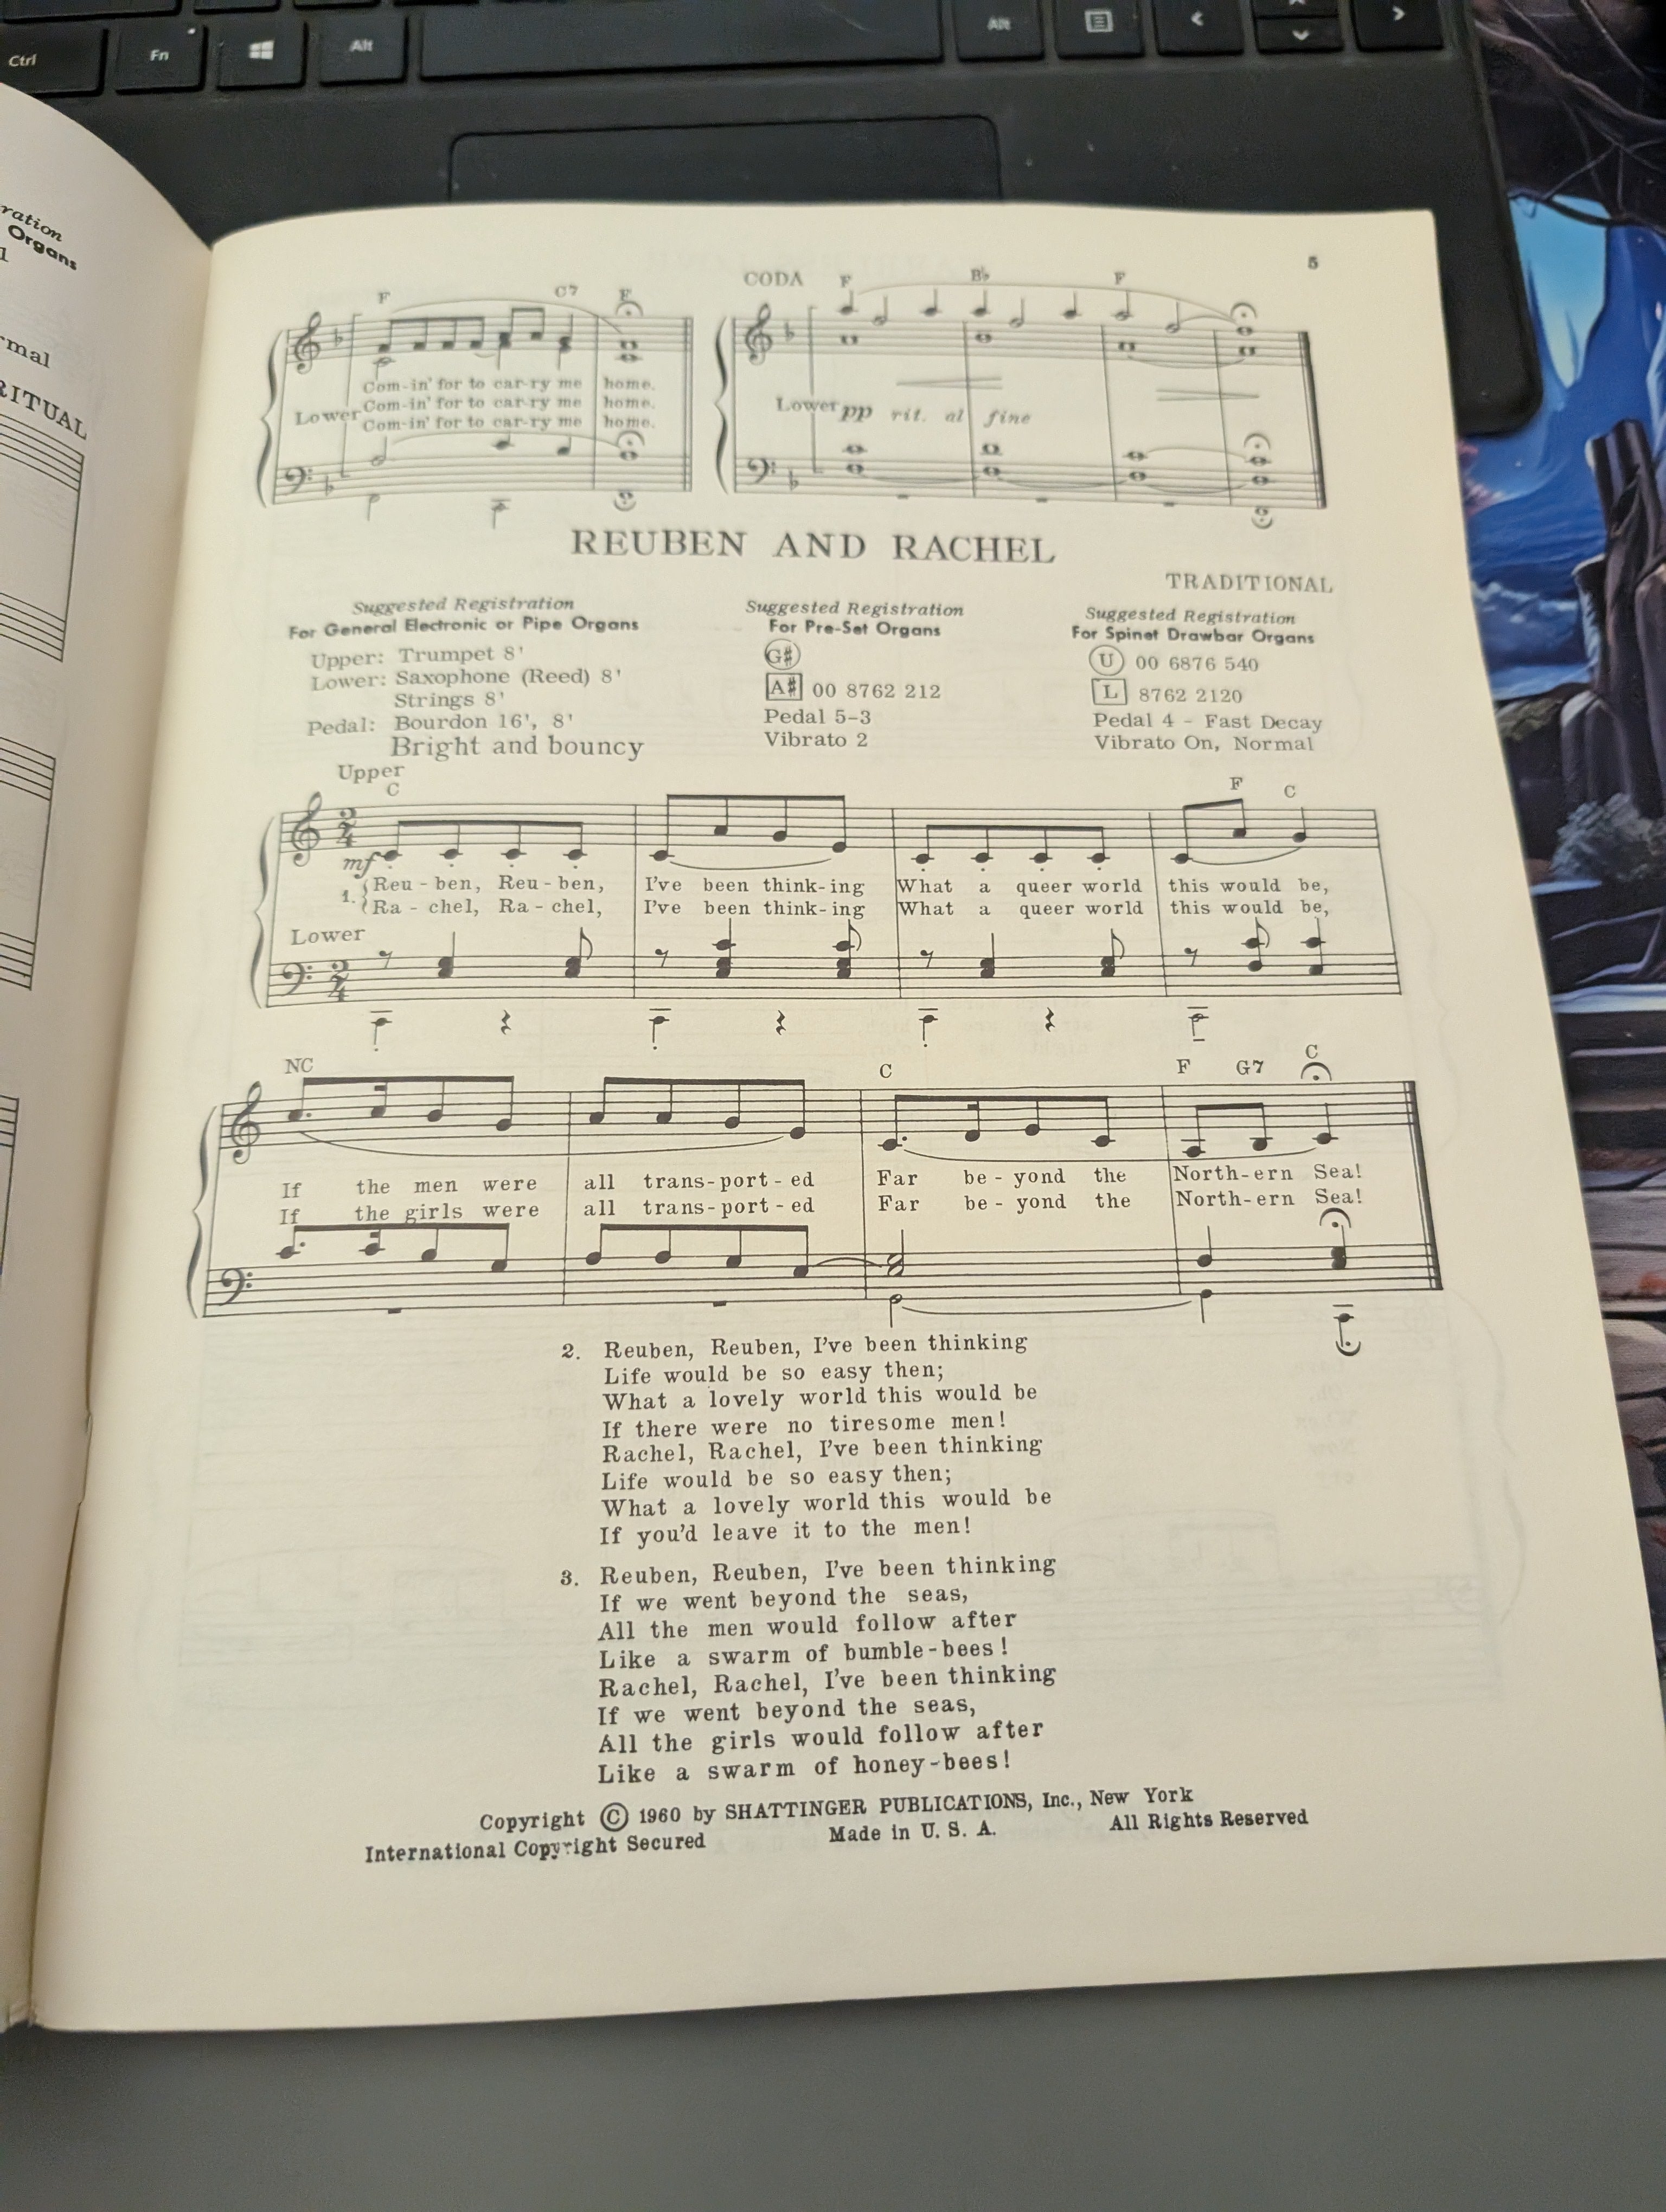 Ctrl Fn Alt Alt
Organs
RITUAL
5
F C7 F
CODA F B♭ F
Com-in' for to car-ry me home.
Lower Com-in' for to car-ry me home.
Com-in' for to car-ry me home.
Lower pp rit. al fine
REUBEN AND RACHEL
TRADITIONAL
Suggested Registration
For General Electronic or Pipe Organs
Upper: Trumpet 8'
Lower: Saxophone (Reed) 8'
Strings 8'
Pedal: Bourdon 16', 8'
Suggested Registration
For Pre-Set Organs
G#
A# 00 8762 212
Pedal 5-3
Vibrato 2
Suggested Registration
For Spinet Drawbar Organs
U 00 6876 540
L 8762 2120
Pedal 4 - Fast Decay
Vibrato On, Normal
Bright and bouncy
Upper
C F C
2 4
mf
1. Reu - ben, Reu - ben, I've been think-ing What a queer world this would be,
Ra - chel, Ra - chel, I've been think-ing What a queer world this would be,
Lower
2 4
NC C F G7 C
If the men were all trans-port-ed Far be-yond the North-ern Sea!
If the girls were all trans-port-ed Far be-yond the North-ern Sea!
2. Reuben, Reuben, I've been thinking
Life would be so easy then;
What a lovely world this would be
If there were no tiresome men!
Rachel, Rachel, I've been thinking
Life would be so easy then;
What a lovely world this would be
If you'd leave it to the men!
3. Reuben, Reuben, I've been thinking
If we went beyond the seas,
All the men would follow after
Like a swarm of bumble-bees!
Rachel, Rachel, I've been thinking
If we went beyond the seas,
All the girls would follow after
Like a swarm of honey-bees!
Copyright © 1960 by SHATTINGER PUBLICATIONS, Inc., New York
International Copyright Secured Made in U. S. A. All Rights Reserved